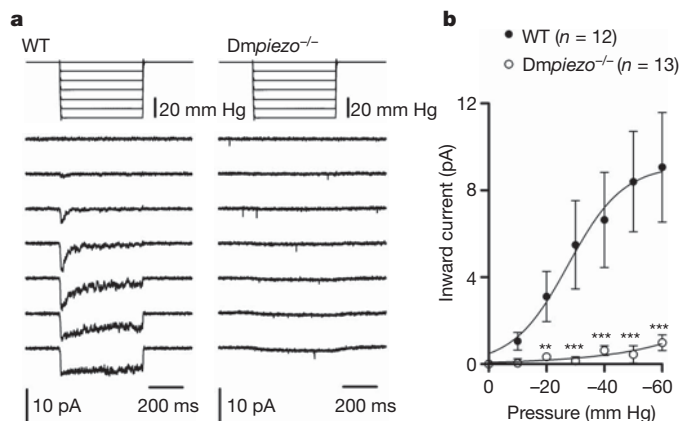 a
WT
Dmpiezo–/–
20 mm Hg
20 mm Hg
10 pA
200 ms
10 pA
200 ms
b
WT (n = 12)
Dmpiezo–/– (n = 13)
Inward current (pA)
12
8
4
0
** *** *** *** ***
0 –20 –40 –60
Pressure (mm Hg)